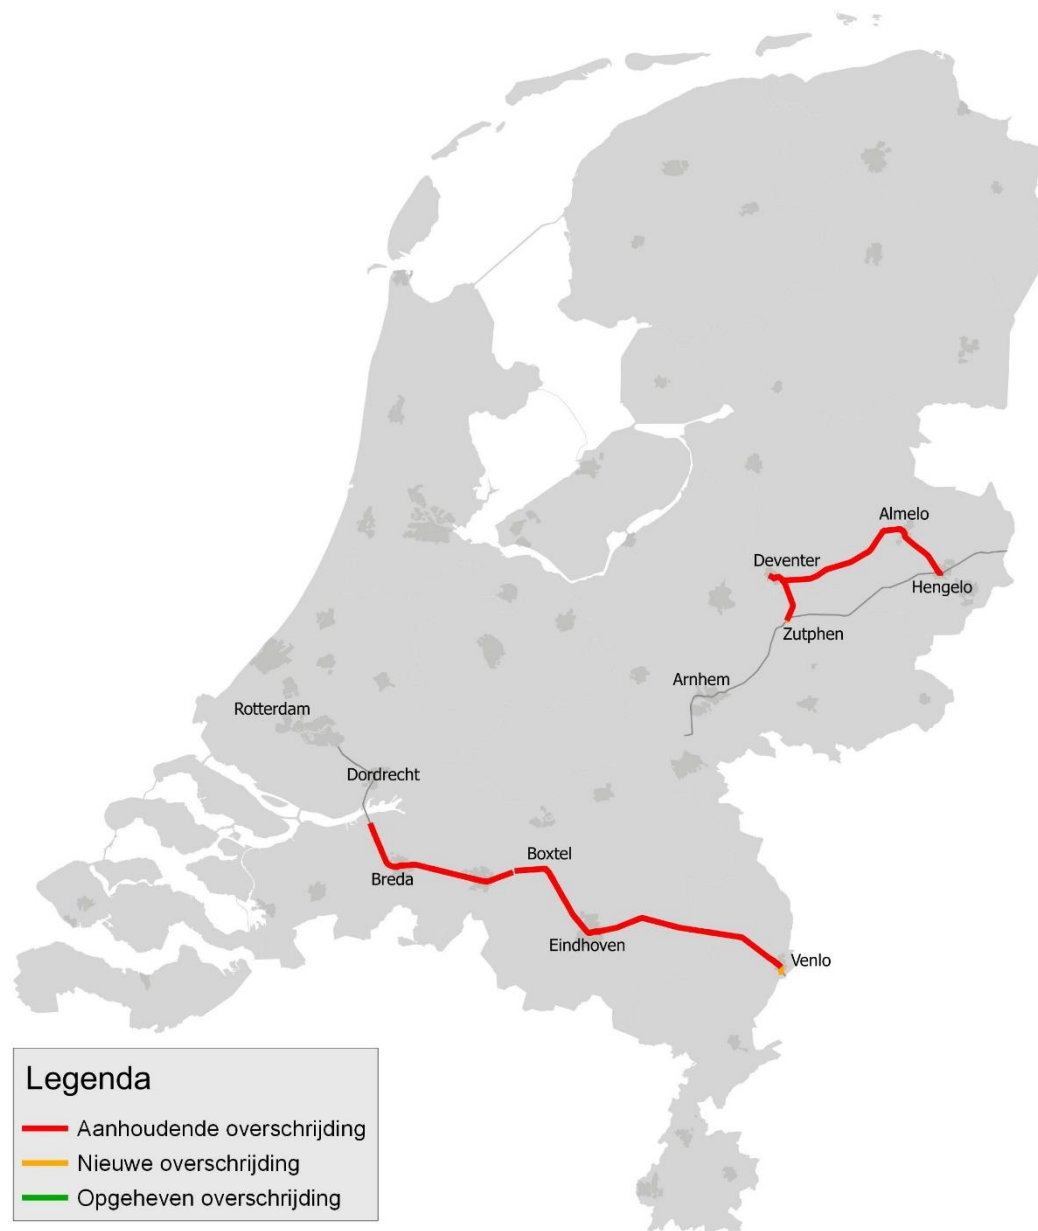 Almelo
Deventer
Hengelo
Zutphen
Arnhem
Rotterdam
Dordrecht
Boxtel
Breda
Eindhoven
Venlo
Legenda
Aanhoudende overschrijding
Nieuwe overschrijding
Opgeheven overschrijding